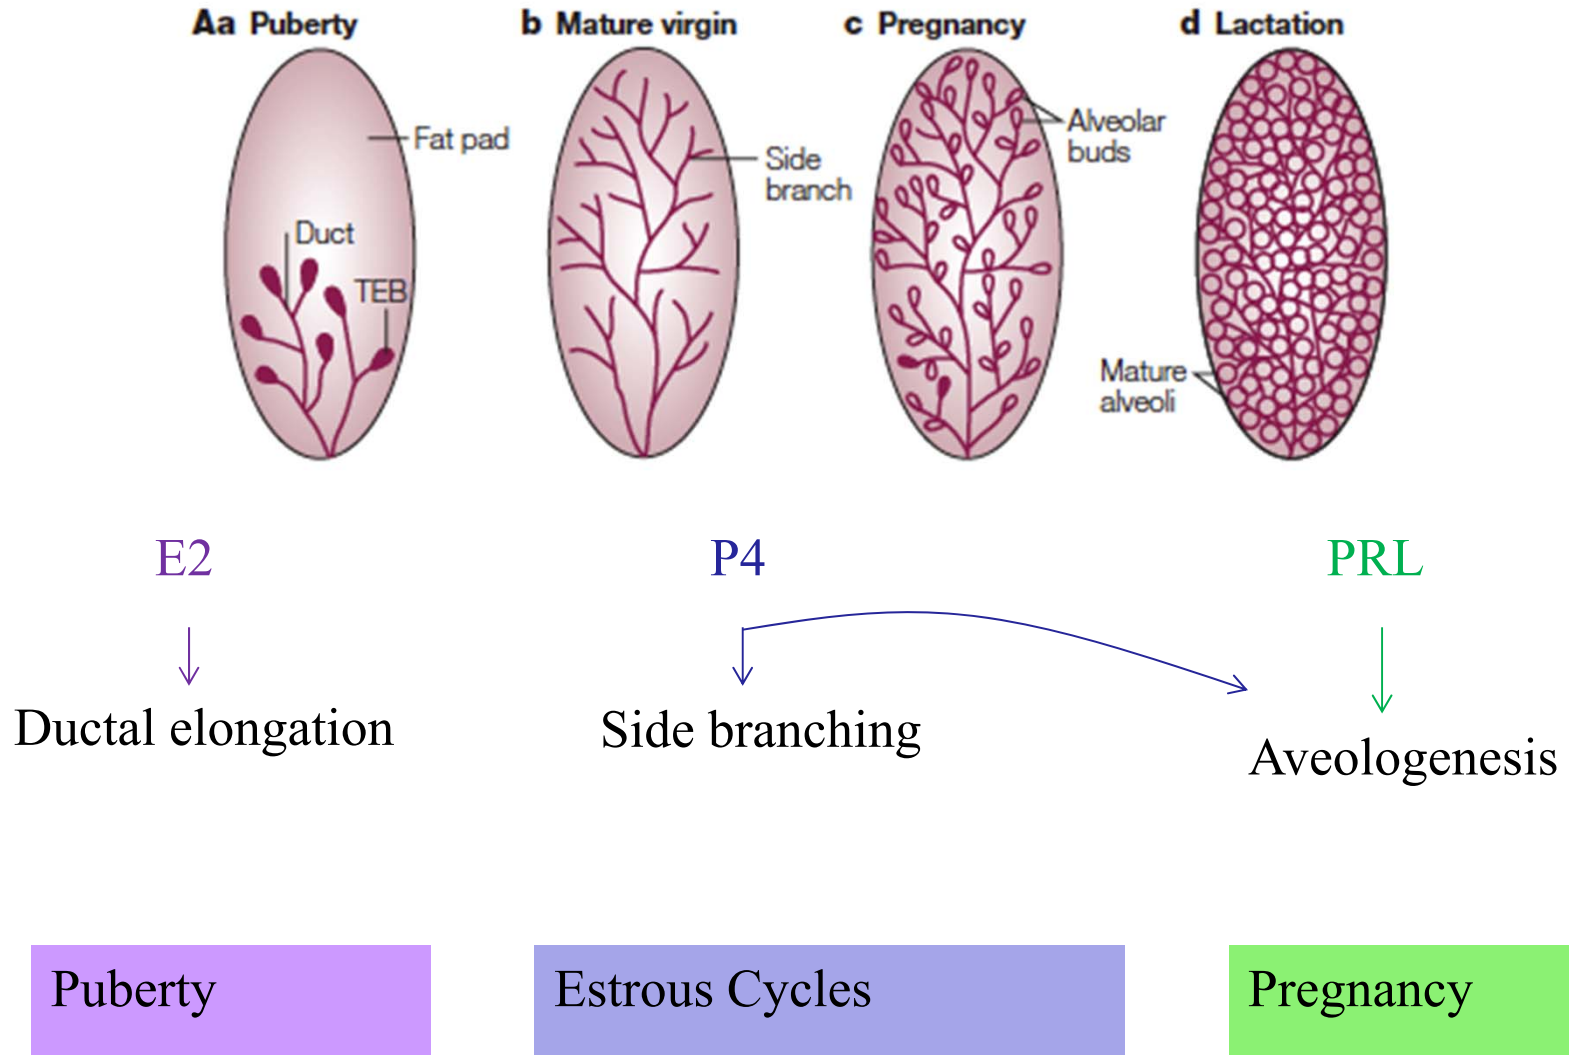 Aa Puberty
b Mature virgin
c Pregnancy
d Lactation
Fat pad
Duct
TEB
Side
branch
Alveolar
buds
Mature
alveoli
E2
P4
PRL
Ductal elongation
Side branching
Aveologenesis
Puberty
Estrous Cycles
Pregnancy